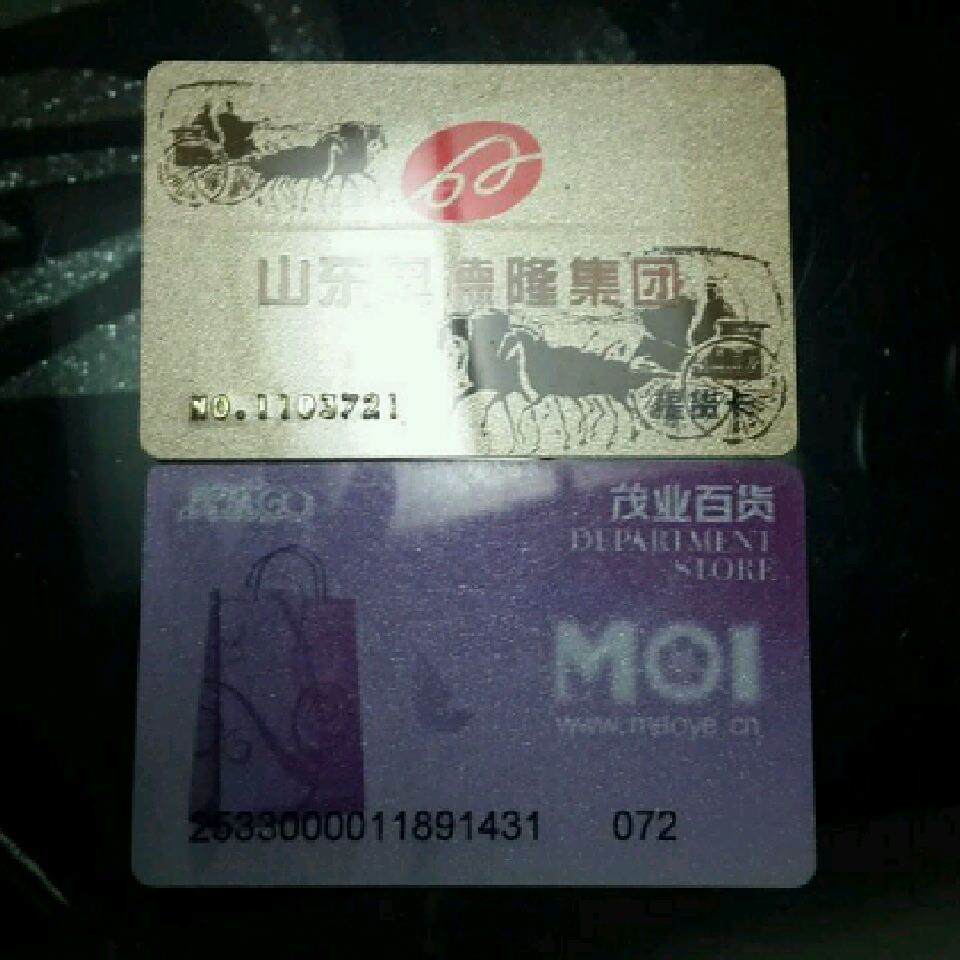 山东奥德隆集团
NO.1103721
提货卡
茂业百货
DEPARTMENT
STORE
MOI
www.maoye.cn
2533000011891431 072